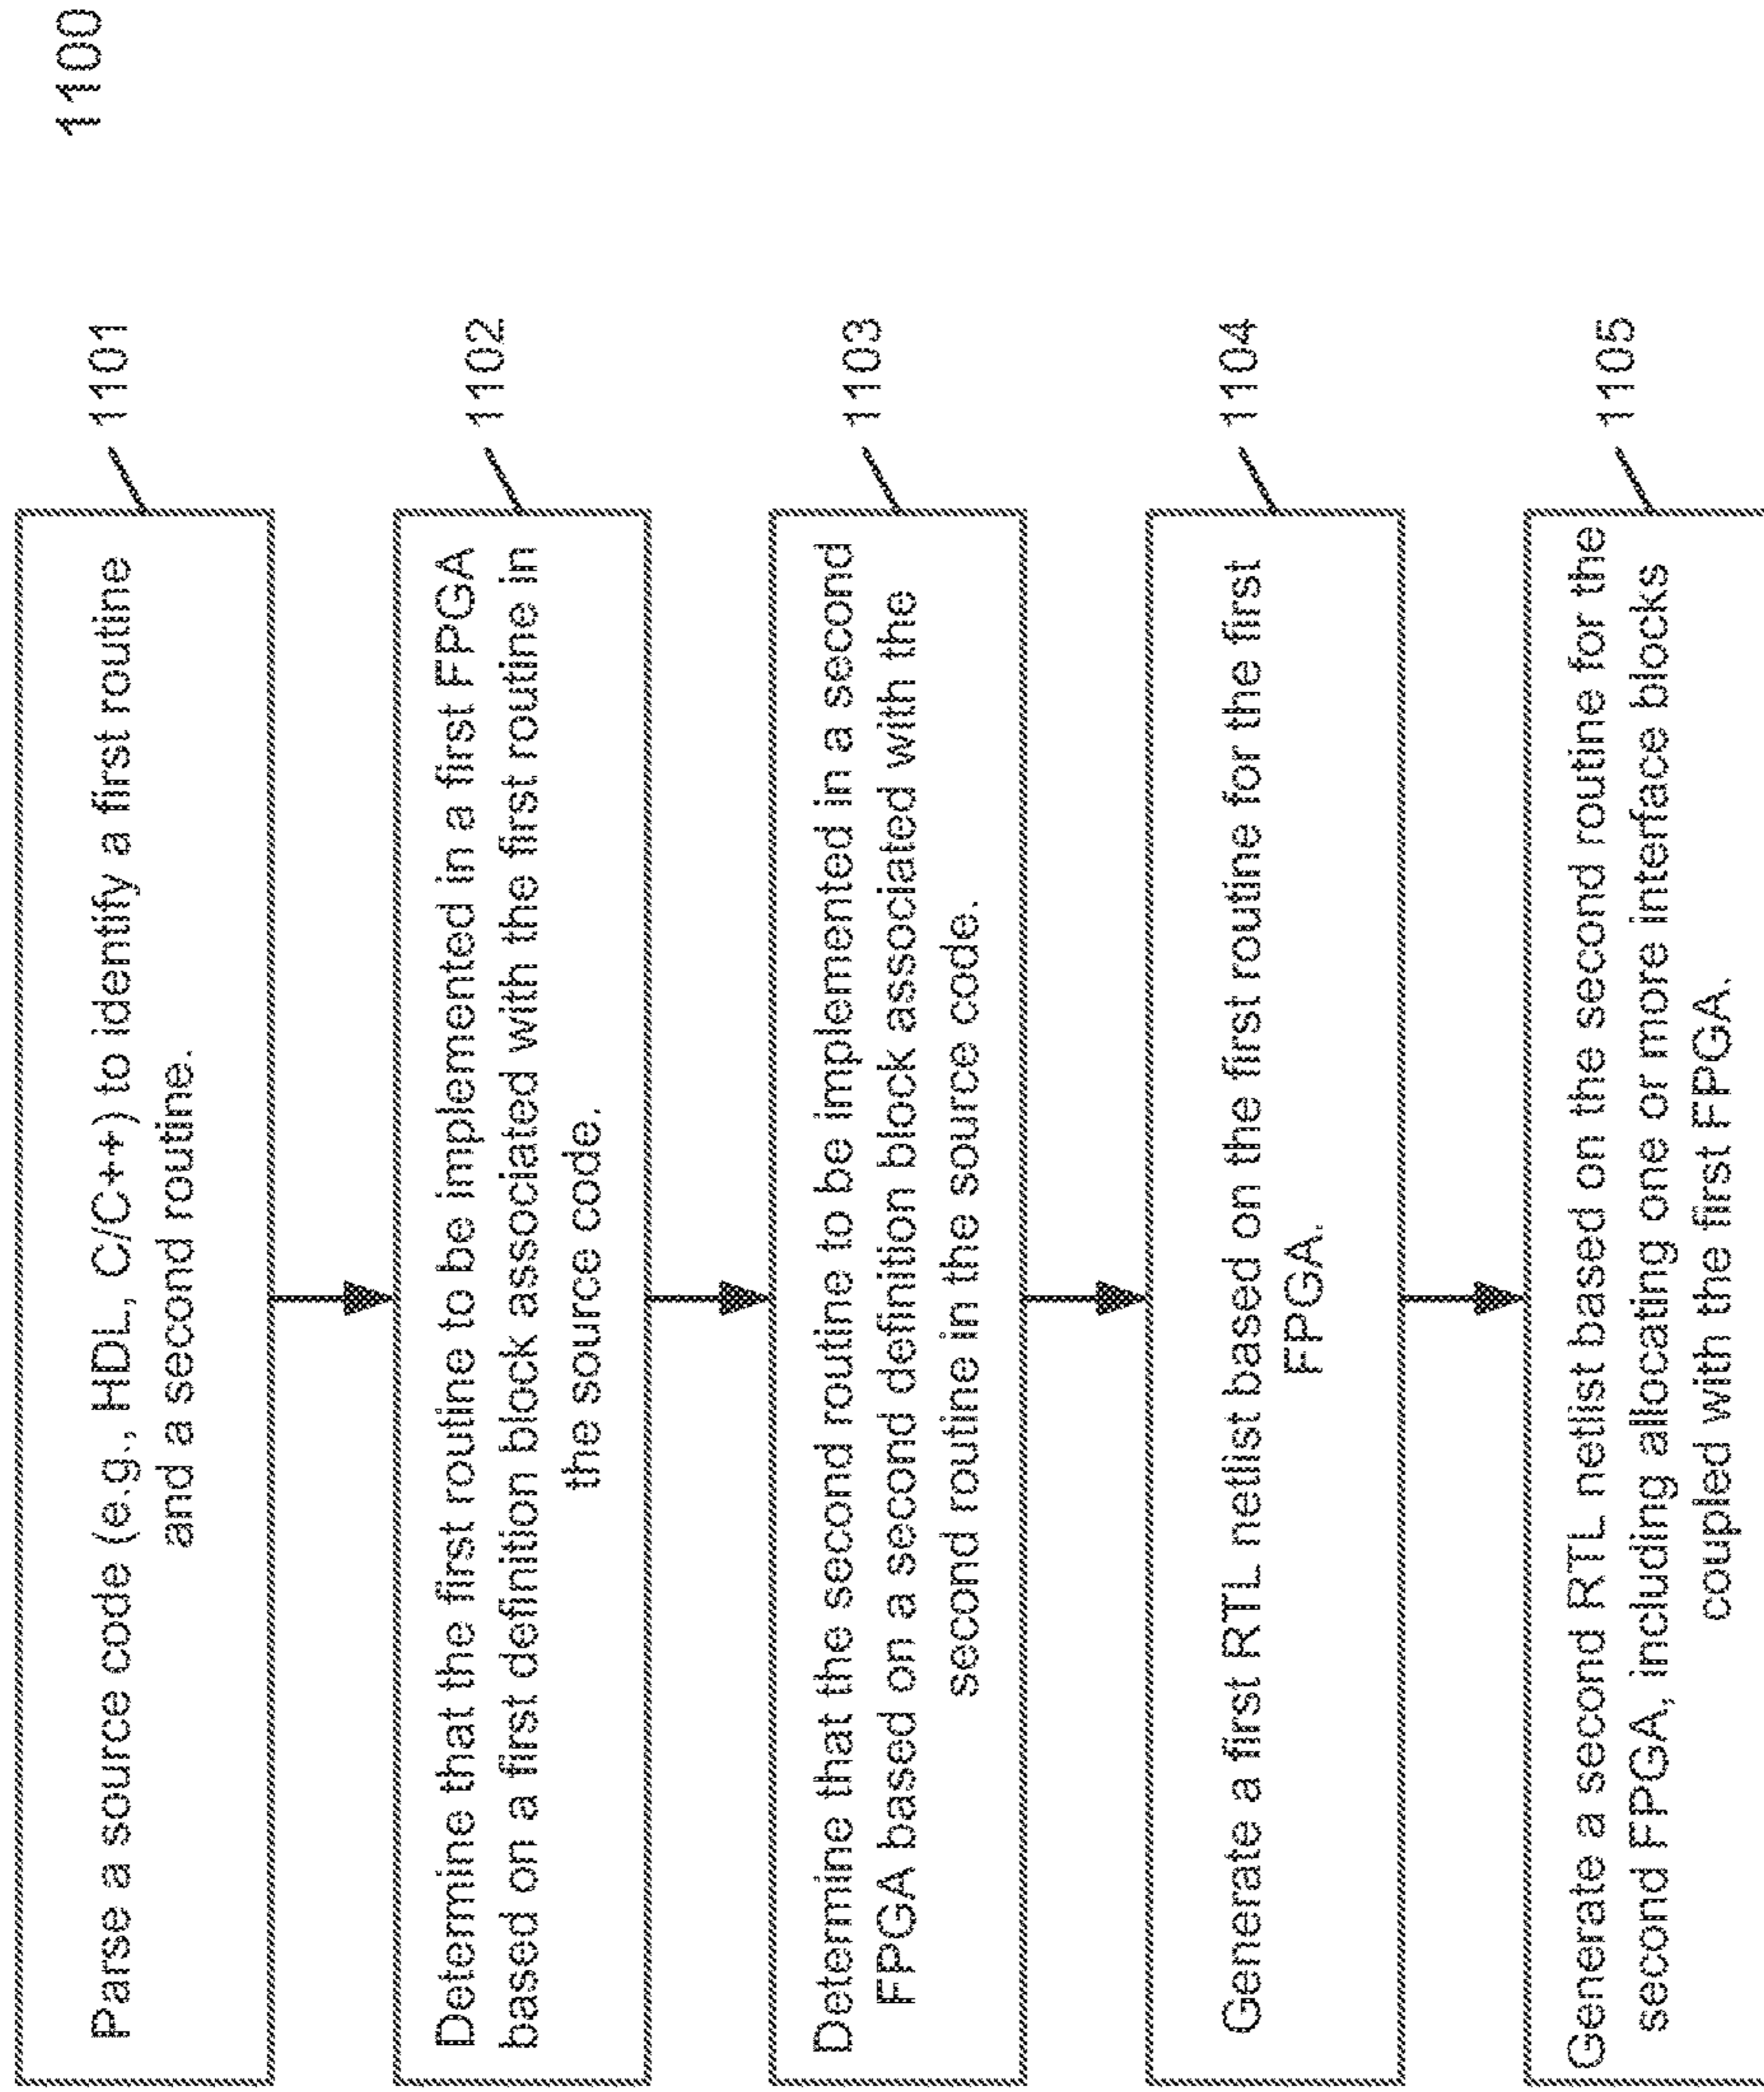 1100
Parse a source code (e.g., HDL, C/C++) to identify a first routine
and a second routine.
1101
Determine that the first routine to be implemented in a first FPGA
based on a first definition block associated with the first routine in
the source code.
1102
Determine that the second routine to be implemented in a second
FPGA based on a second definition block associated with the
second routine in the source code.
1103
Generate a first RTL netlist based on the first routine for the first
FPGA.
1104
Generate a second RTL netlist based on the second routine for the
second FPGA, including allocating one or more interface blocks
coupled with the first FPGA.
1105